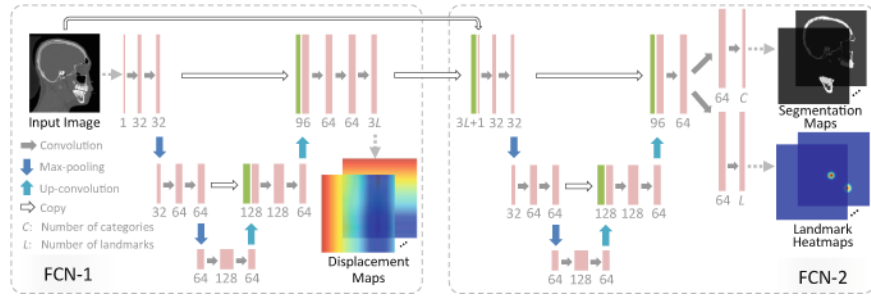 Input Image
1 32 32
96 64 64 3L
3L+1 32 32
96 64
64 C
Segmentation
Maps
Convolution
Max-pooling
Up-convolution
Copy
C: Number of categories
L: Number of landmarks
32 64 64
128 128 64
64 128 64
Displacement
Maps
32 64 64
128 128 64
64 128 64
64 L
Landmark
Heatmaps
FCN-1
FCN-2